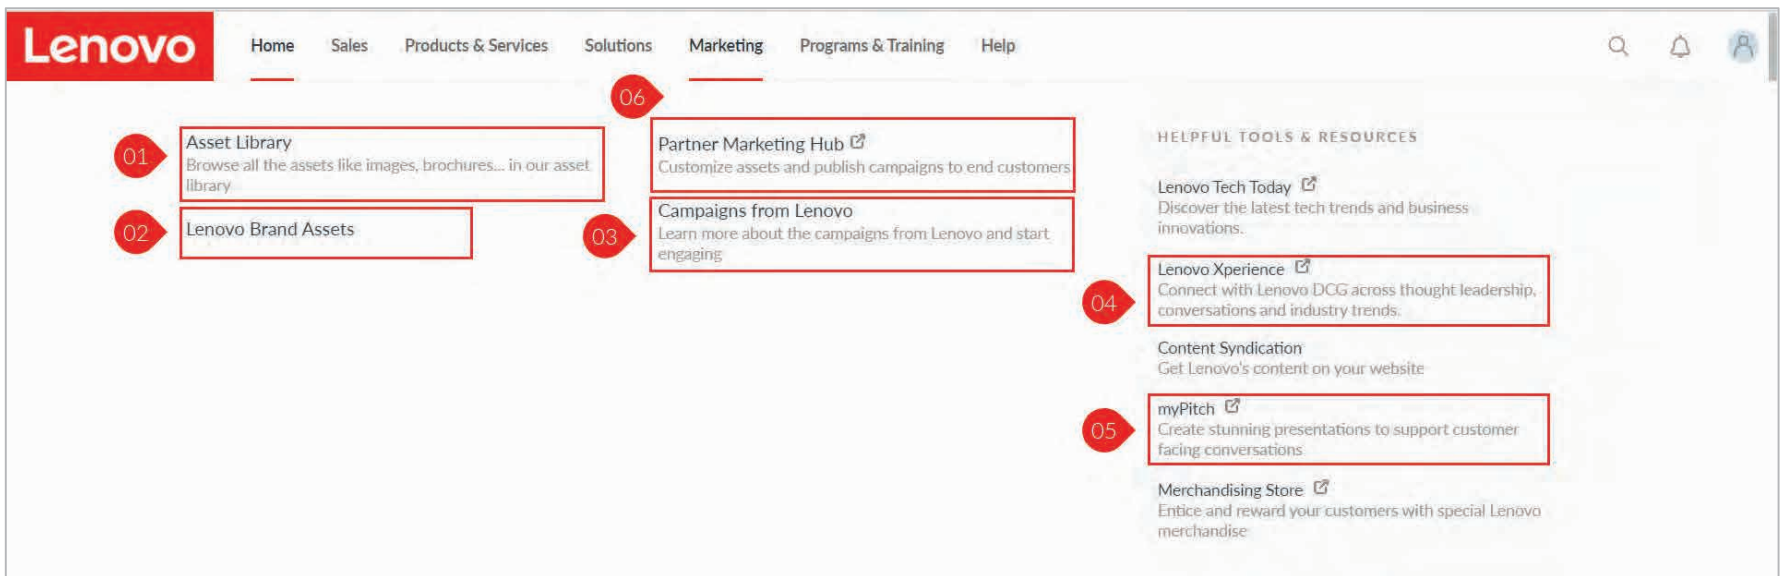 Lenovo
Home Sales Products & Services Solutions Marketing Programs & Training Help
06
01
Asset Library
Browse all the assets like images, brochures... in our asset
library
02
Lenovo Brand Assets
Partner Marketing Hub
Customize assets and publish campaigns to end customers
03
Campaigns from Lenovo
Learn more about the campaigns from Lenovo and start
engaging
HELPFUL TOOLS & RESOURCES
Lenovo Tech Today
Discover the latest tech trends and business
innovations.
04
Lenovo Xperience
Connect with Lenovo DCG across thought leadership,
conversations and industry trends.
Content Syndication
Get Lenovo's content on your website
05
myPitch
Create stunning presentations to support customer
facing conversations
Merchandising Store
Entice and reward your customers with special Lenovo
merchandise